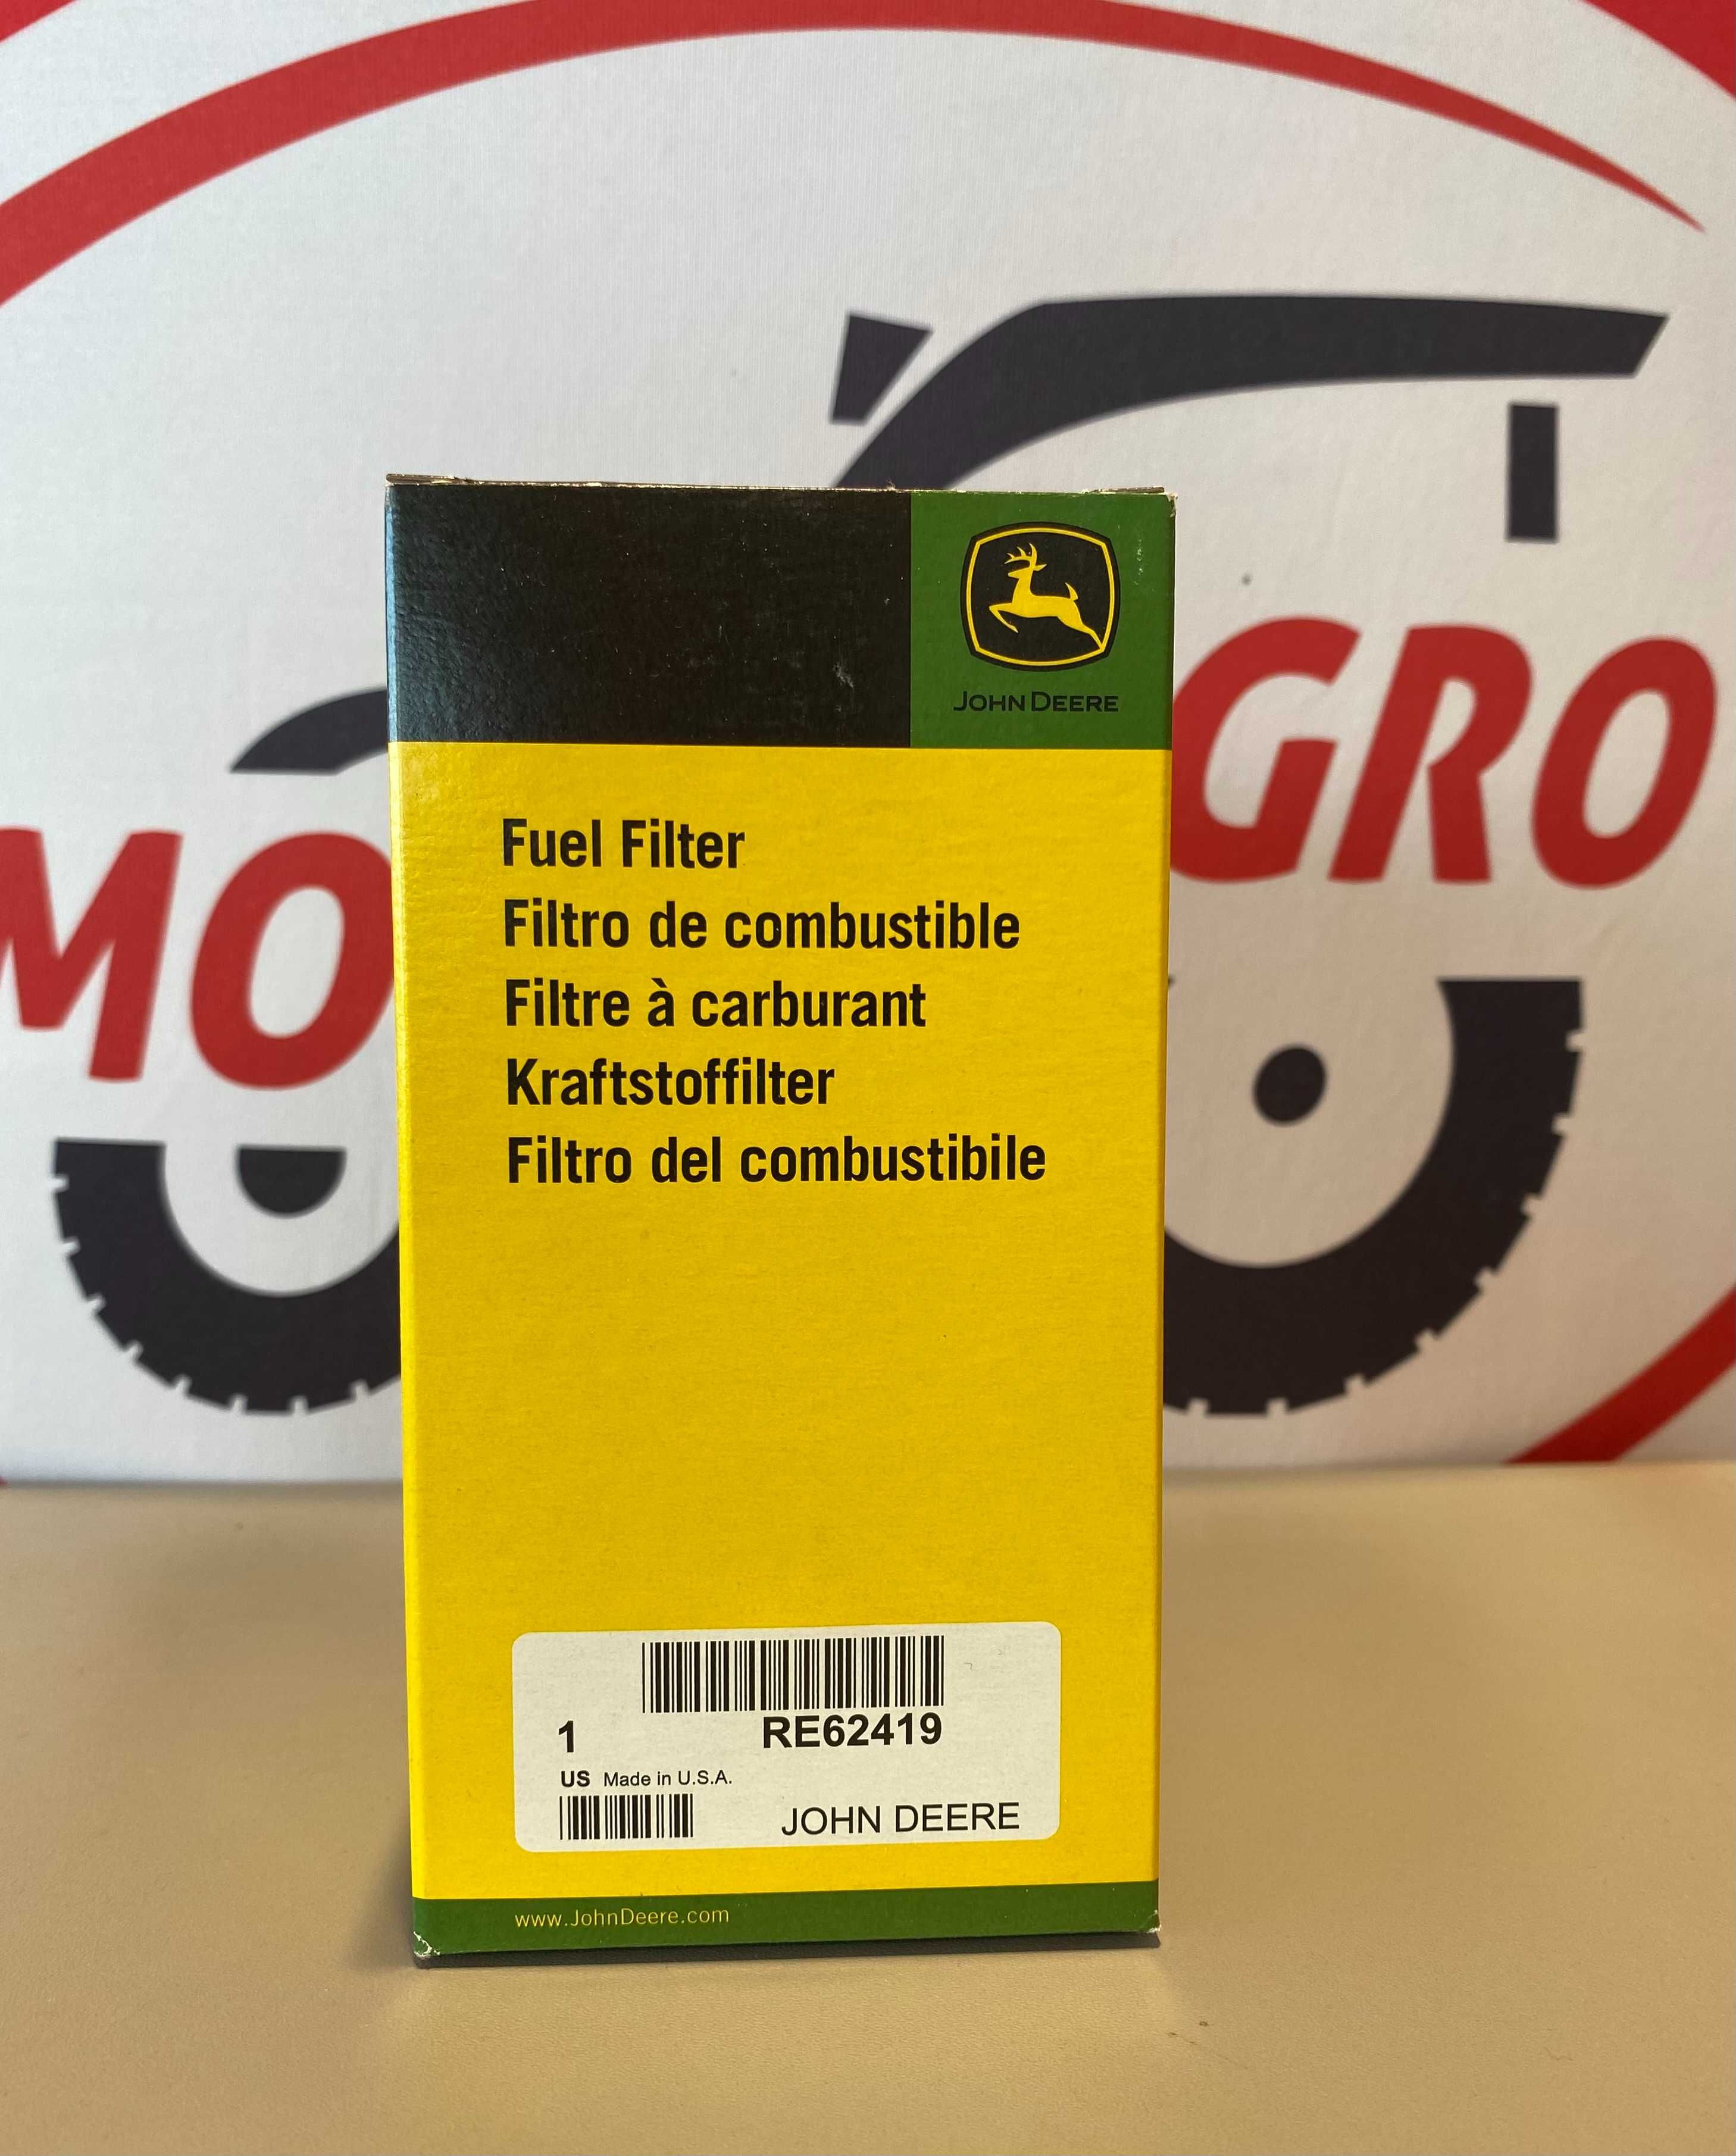 JOHN DEERE
MO
GRO
Fuel Filter
Filtro de combustible
Filtre à carburant
Kraftstoffilter
Filtro del combustibile
1 RE62419
US Made in U.S.A.
JOHN DEERE
www.JohnDeere.com